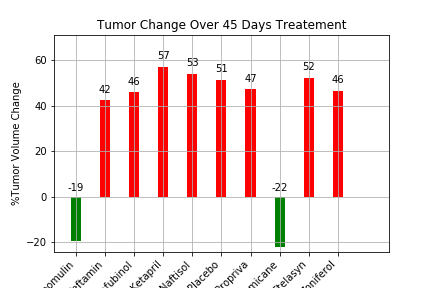 Tumor Change Over 45 Days Treatement
%Tumor Volume Change
60
40
20
0
−20
-19
42
46
57
53
51
47
-22
52
46
Ketapril
Naftisol
Placebo
Propriva